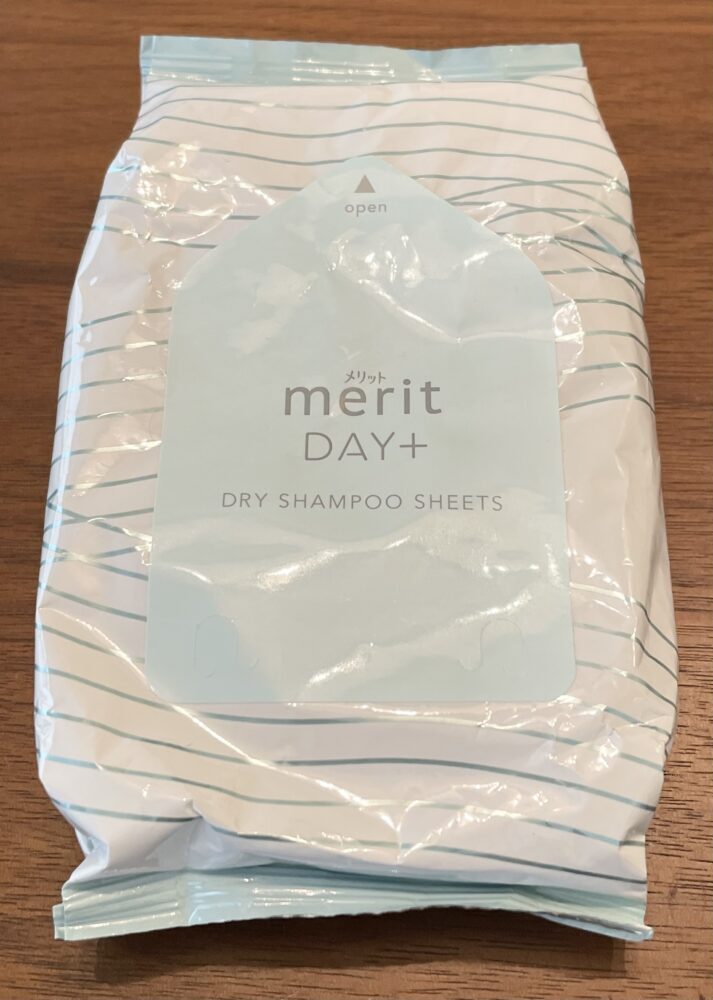 ▲
open
メリット
merit
DAY+
DRY SHAMPOO SHEETS